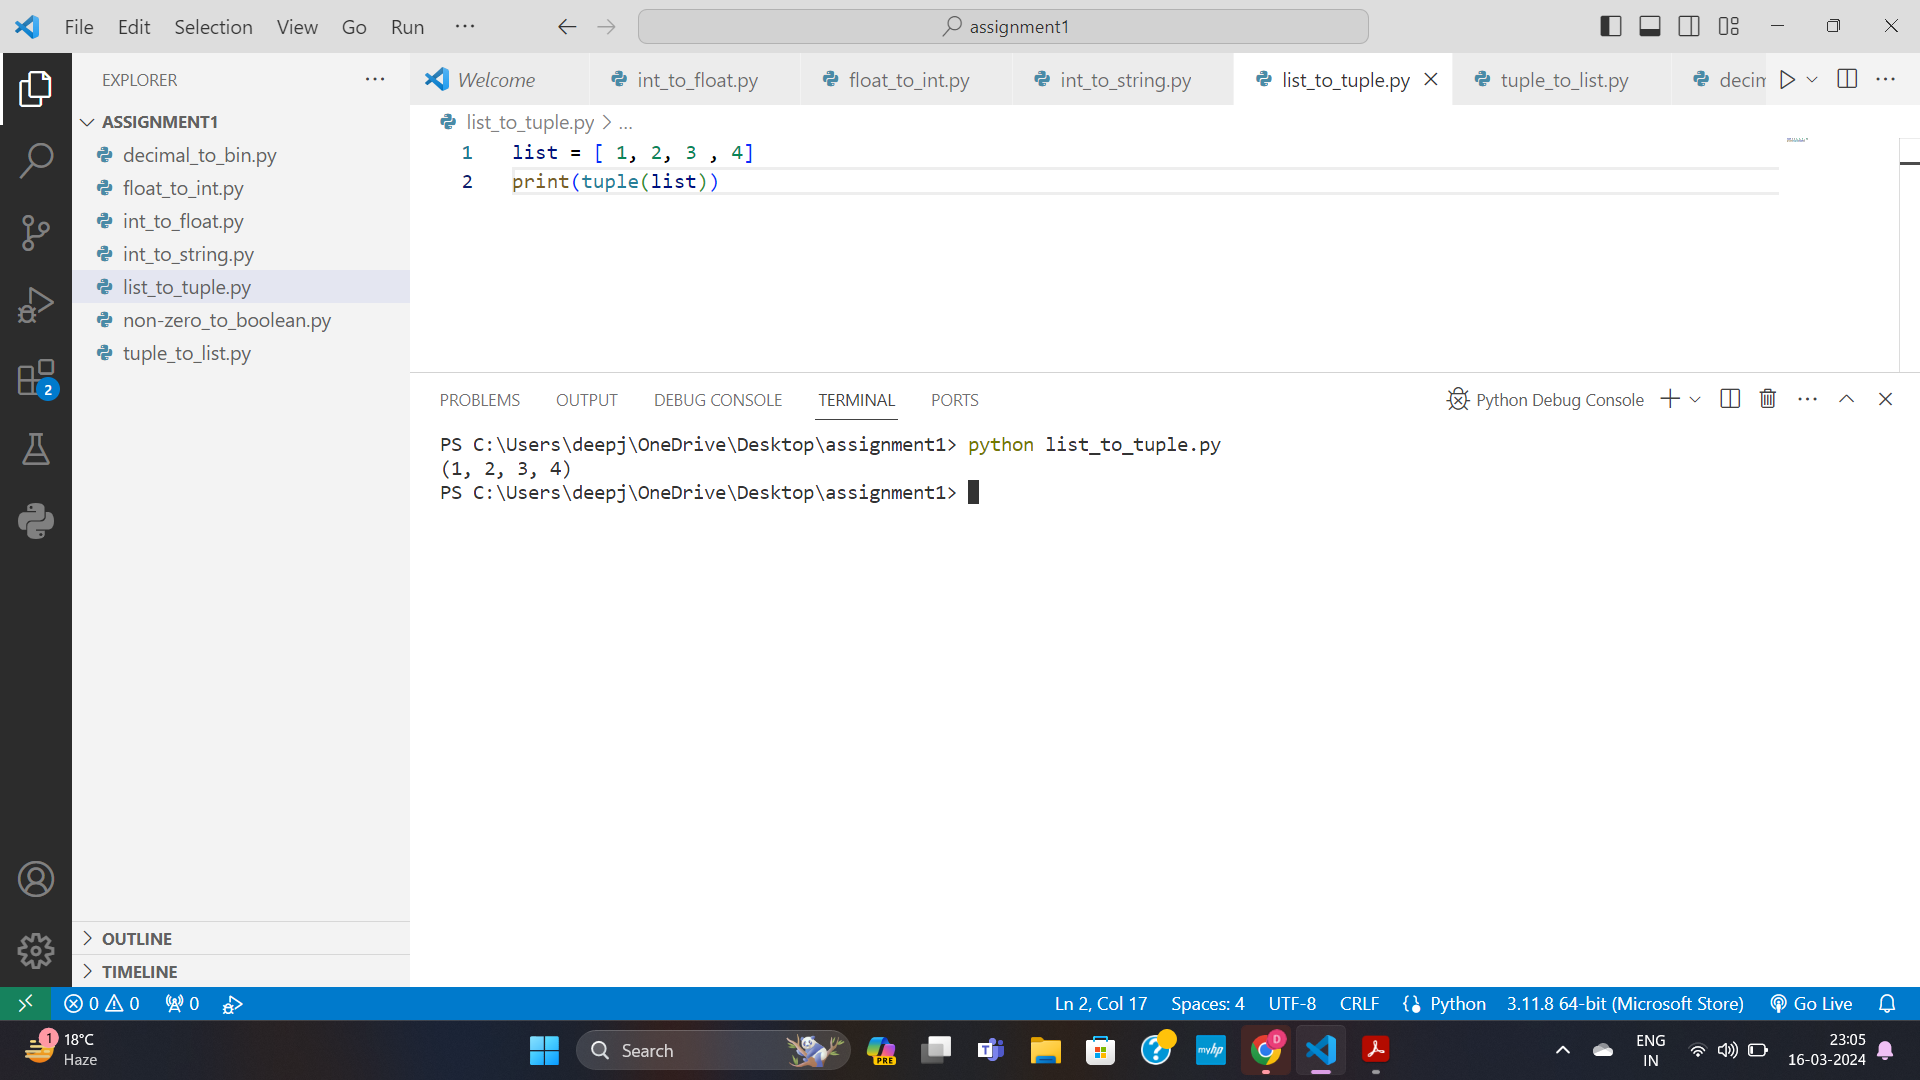 File Edit Selection View Go Run ...
assignment1
EXPLORER ...
Welcome int_to_float.py float_to_int.py int_to_string.py list_to_tuple.py tuple_to_list.py decim ...
ASSIGNMENT1
decimal_to_bin.py
float_to_int.py
int_to_float.py
int_to_string.py
list_to_tuple.py
non-zero_to_boolean.py
tuple_to_list.py
2
OUTLINE
TIMELINE
list_to_tuple.py > ...
1 list = [ 1, 2, 3 , 4]
2 print(tuple(list))
PROBLEMS OUTPUT DEBUG CONSOLE TERMINAL PORTS Python Debug Console ...
PS C:\Users\deepj\OneDrive\Desktop\assignment1> python list_to_tuple.py
(1, 2, 3, 4)
PS C:\Users\deepj\OneDrive\Desktop\assignment1>
0 0 0 Ln 2, Col 17 Spaces: 4 UTF-8 CRLF {} Python 3.11.8 64-bit (Microsoft Store) Go Live
1 18°C
Haze
Search
PRE
myhp
D
ENG
IN
23:05
16-03-2024